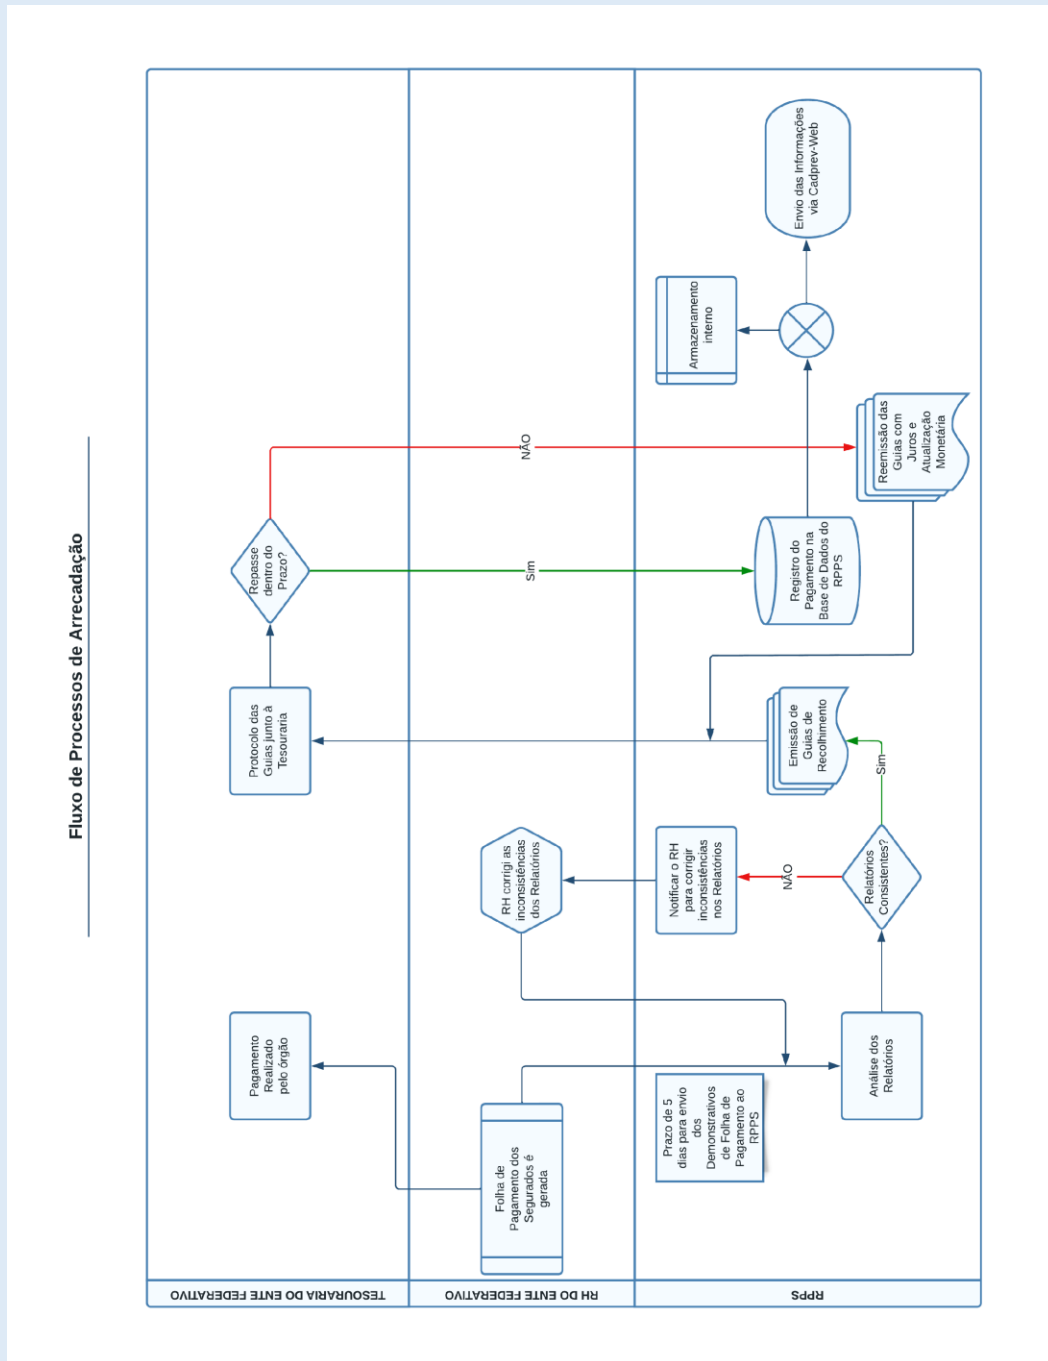 Fluxo de Processos de Arrecadação
TESOURARIA DO ENTE FEDERATIVO
Pagamento
Realizado
pelo órgão
Protocolo das
Guias junto à
Tesouraria
Repasse
dentro do
Prazo?
RH DO ENTE FEDERATIVO
Folha de
Pagamento dos
Segurados é
gerada
RH corrigi as
inconsistências
dos Relatórios
Sim
NÃO
RPPS
Prazo de 5
dias para envio
dos
Demonstrativos
de Folha de
Pagamento ao
RPPS
Análise dos
Relatórios
Relatórios
Consistentes?
NÃO
Notificar o RH
para corrigir
inconsistências
nos Relatórios
Sim
Emissão de
Guias de
Recolhimento
Registro do
Pagamento na
Base de Dados do
RPPS
Reemissão das
Guias com
Juros e
Atualização
Monetária
Armazenamento
interno
Envio das Informações
via Cadprev-Web